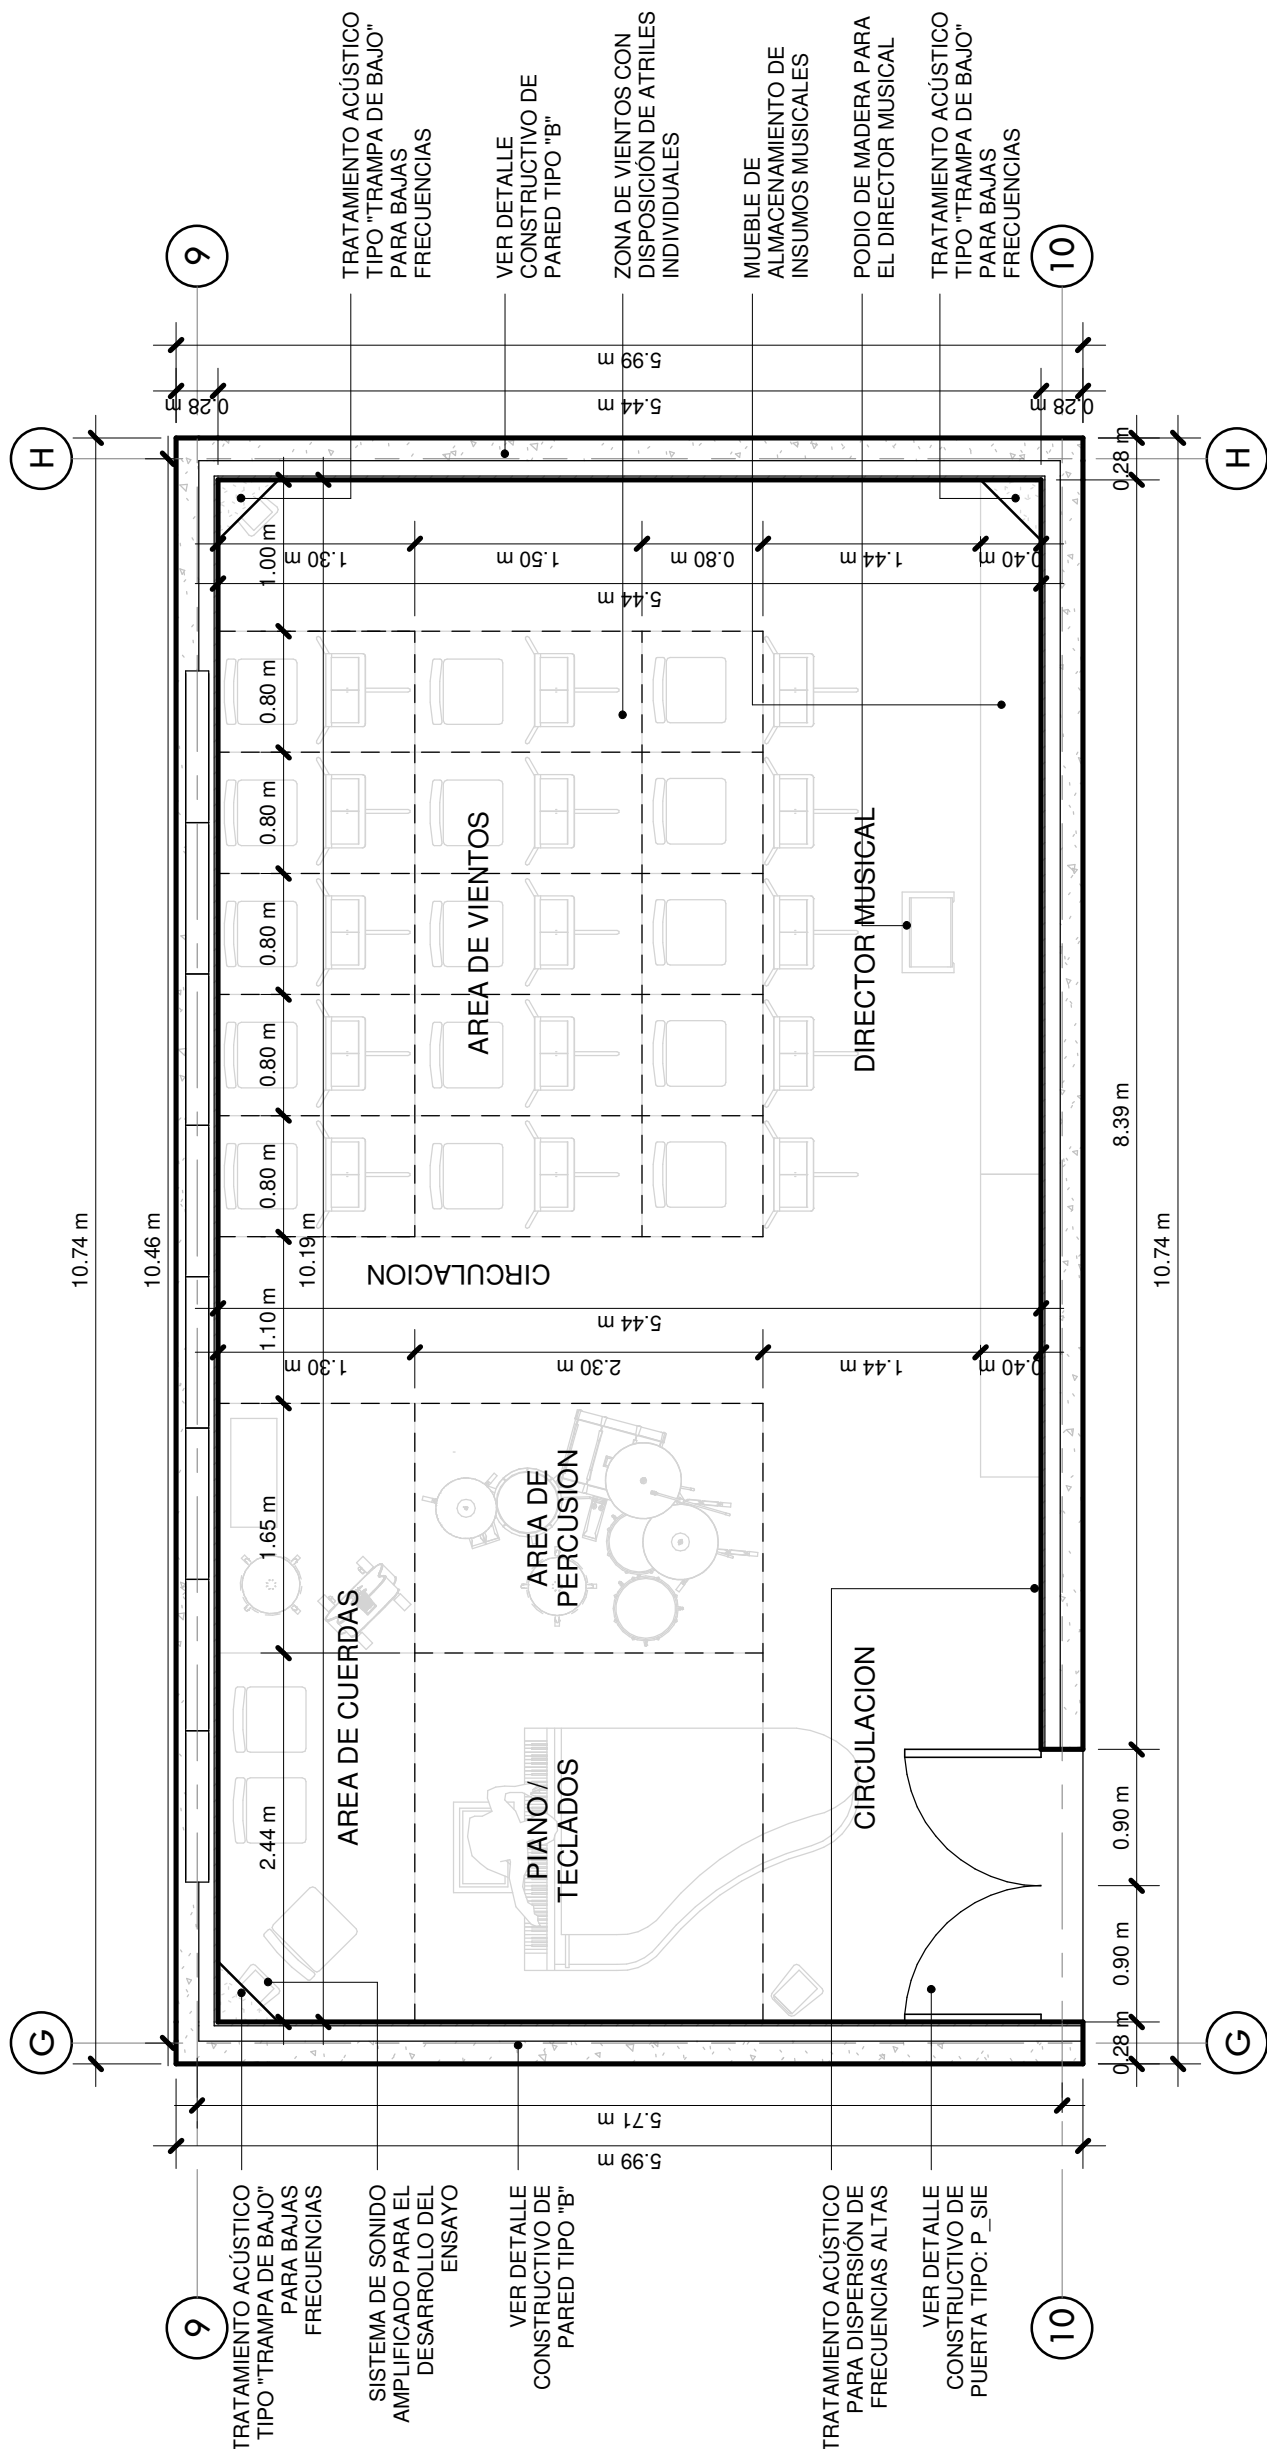 G
H
10.74 m
10.46 m
9
9
TRATAMIENTO ACÚSTICO
TIPO "TRAMPA DE BAJO"
PARA BAJAS
FRECUENCIAS
SISTEMA DE SONIDO
AMPLIFICADO PARA EL
DESARROLLO DEL
ENSAYO
VER DETALLE
CONSTRUCTIVO DE
PARED TIPO "B"
TRATAMIENTO ACÚSTICO
PARA DISPERSIÓN DE
FRECUENCIAS ALTAS
VER DETALLE
CONSTRUCTIVO DE
PUERTA TIPO: P_SIE
10
5.99 m
5.71 m
2.44 m
1.65 m
1.10 m
0.80 m
0.80 m
0.80 m
0.80 m
0.80 m
1.00 m
10.19 m
AREA DE CUERDAS
PIANO /
TECLADOS
AREA DE
PERCUSION
CIRCULACION
CIRCULACION
AREA DE VIENTOS
DIRECTOR MUSICAL
1.30 m
2.30 m
1.44 m
0.40 m
5.44 m
1.30 m
1.50 m
0.80 m
1.44 m
0.40 m
5.44 m
0.28 m
5.44 m
0.28 m
5.99 m
TRATAMIENTO ACÚSTICO
TIPO "TRAMPA DE BAJO"
PARA BAJAS
FRECUENCIAS
VER DETALLE
CONSTRUCTIVO DE
PARED TIPO "B"
ZONA DE VIENTOS CON
DISPOSICIÓN DE ATRILES
INDIVIDUALES
MUEBLE DE
ALMACENAMIENTO DE
INSUMOS MUSICALES
PODIO DE MADERA PARA
EL DIRECTOR MUSICAL
TRATAMIENTO ACÚSTICO
TIPO "TRAMPA DE BAJO"
PARA BAJAS
FRECUENCIAS
10
0.28 m
0.90 m
0.90 m
8.39 m
0.28 m
10.74 m
G
H